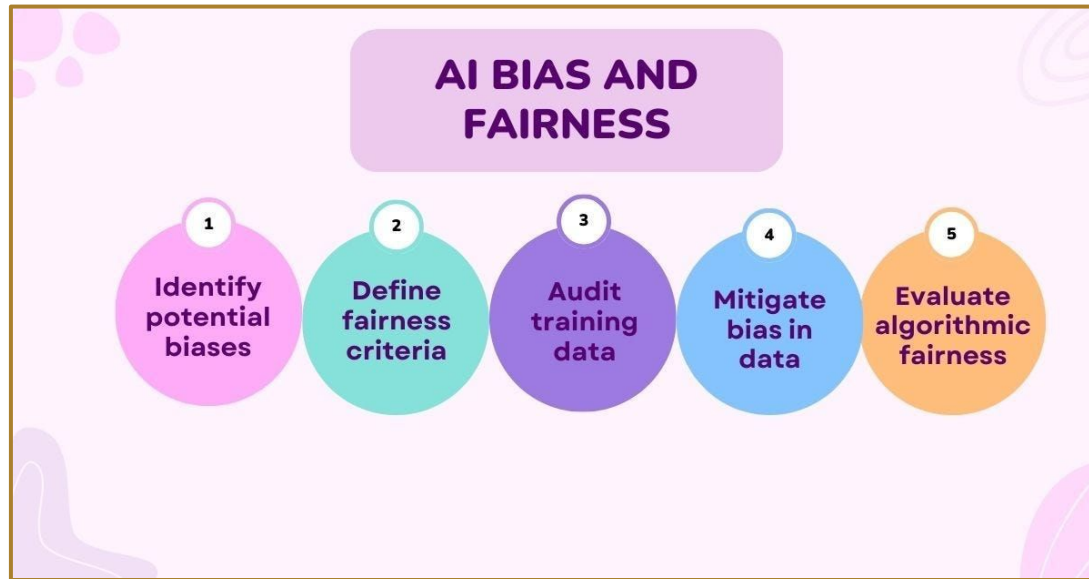 AI BIAS AND
FAIRNESS
1
Identify
potential
biases
2
Define
fairness
criteria
3
Audit
training
data
4
Mitigate
bias in
data
5
Evaluate
algorithmic
fairness